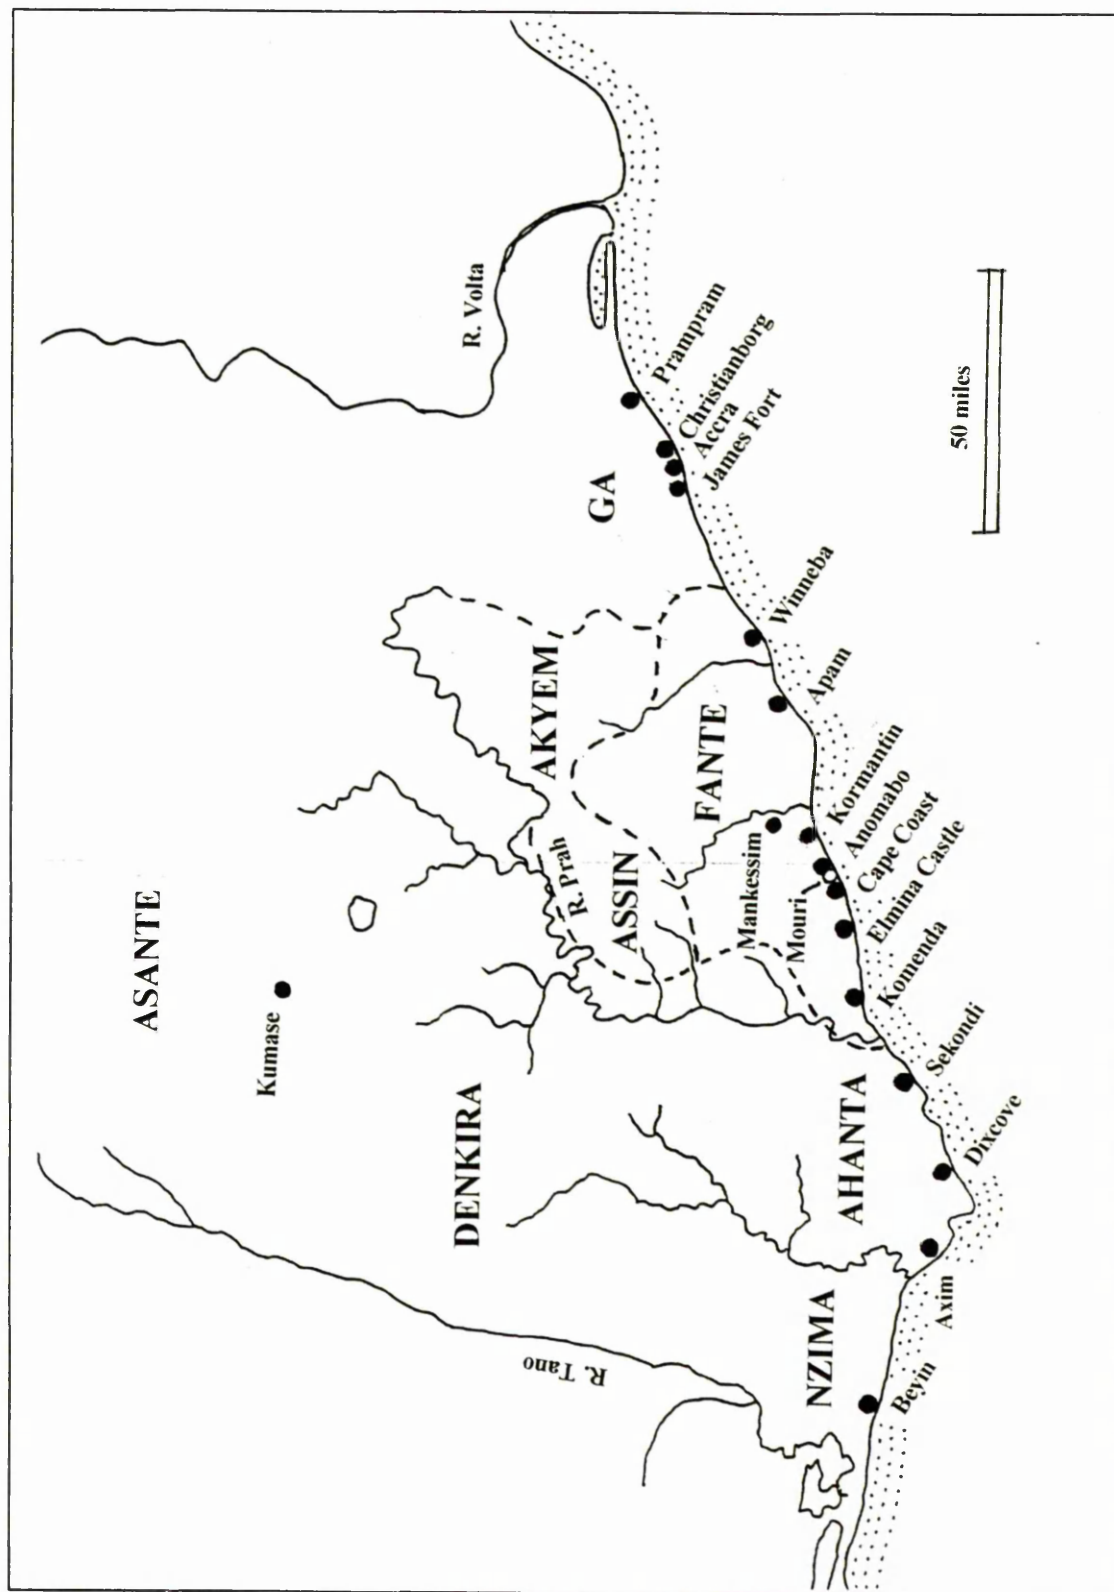 ASANTE
Kumase
R. Volta
DENKIRA
AKYEM
R. Prah
ASSIN
GA
FANTE
R. Tano
NZIMA
AHANTA
Mankessim
Mouri
Beyin
Axim
Dixcove
Sekondi
Komenda
Elmina Castle
Cape Coast
Anomabo
Kormantin
Apam
Winneba
James Fort
Accra
Christianborg
Prampram
50 miles